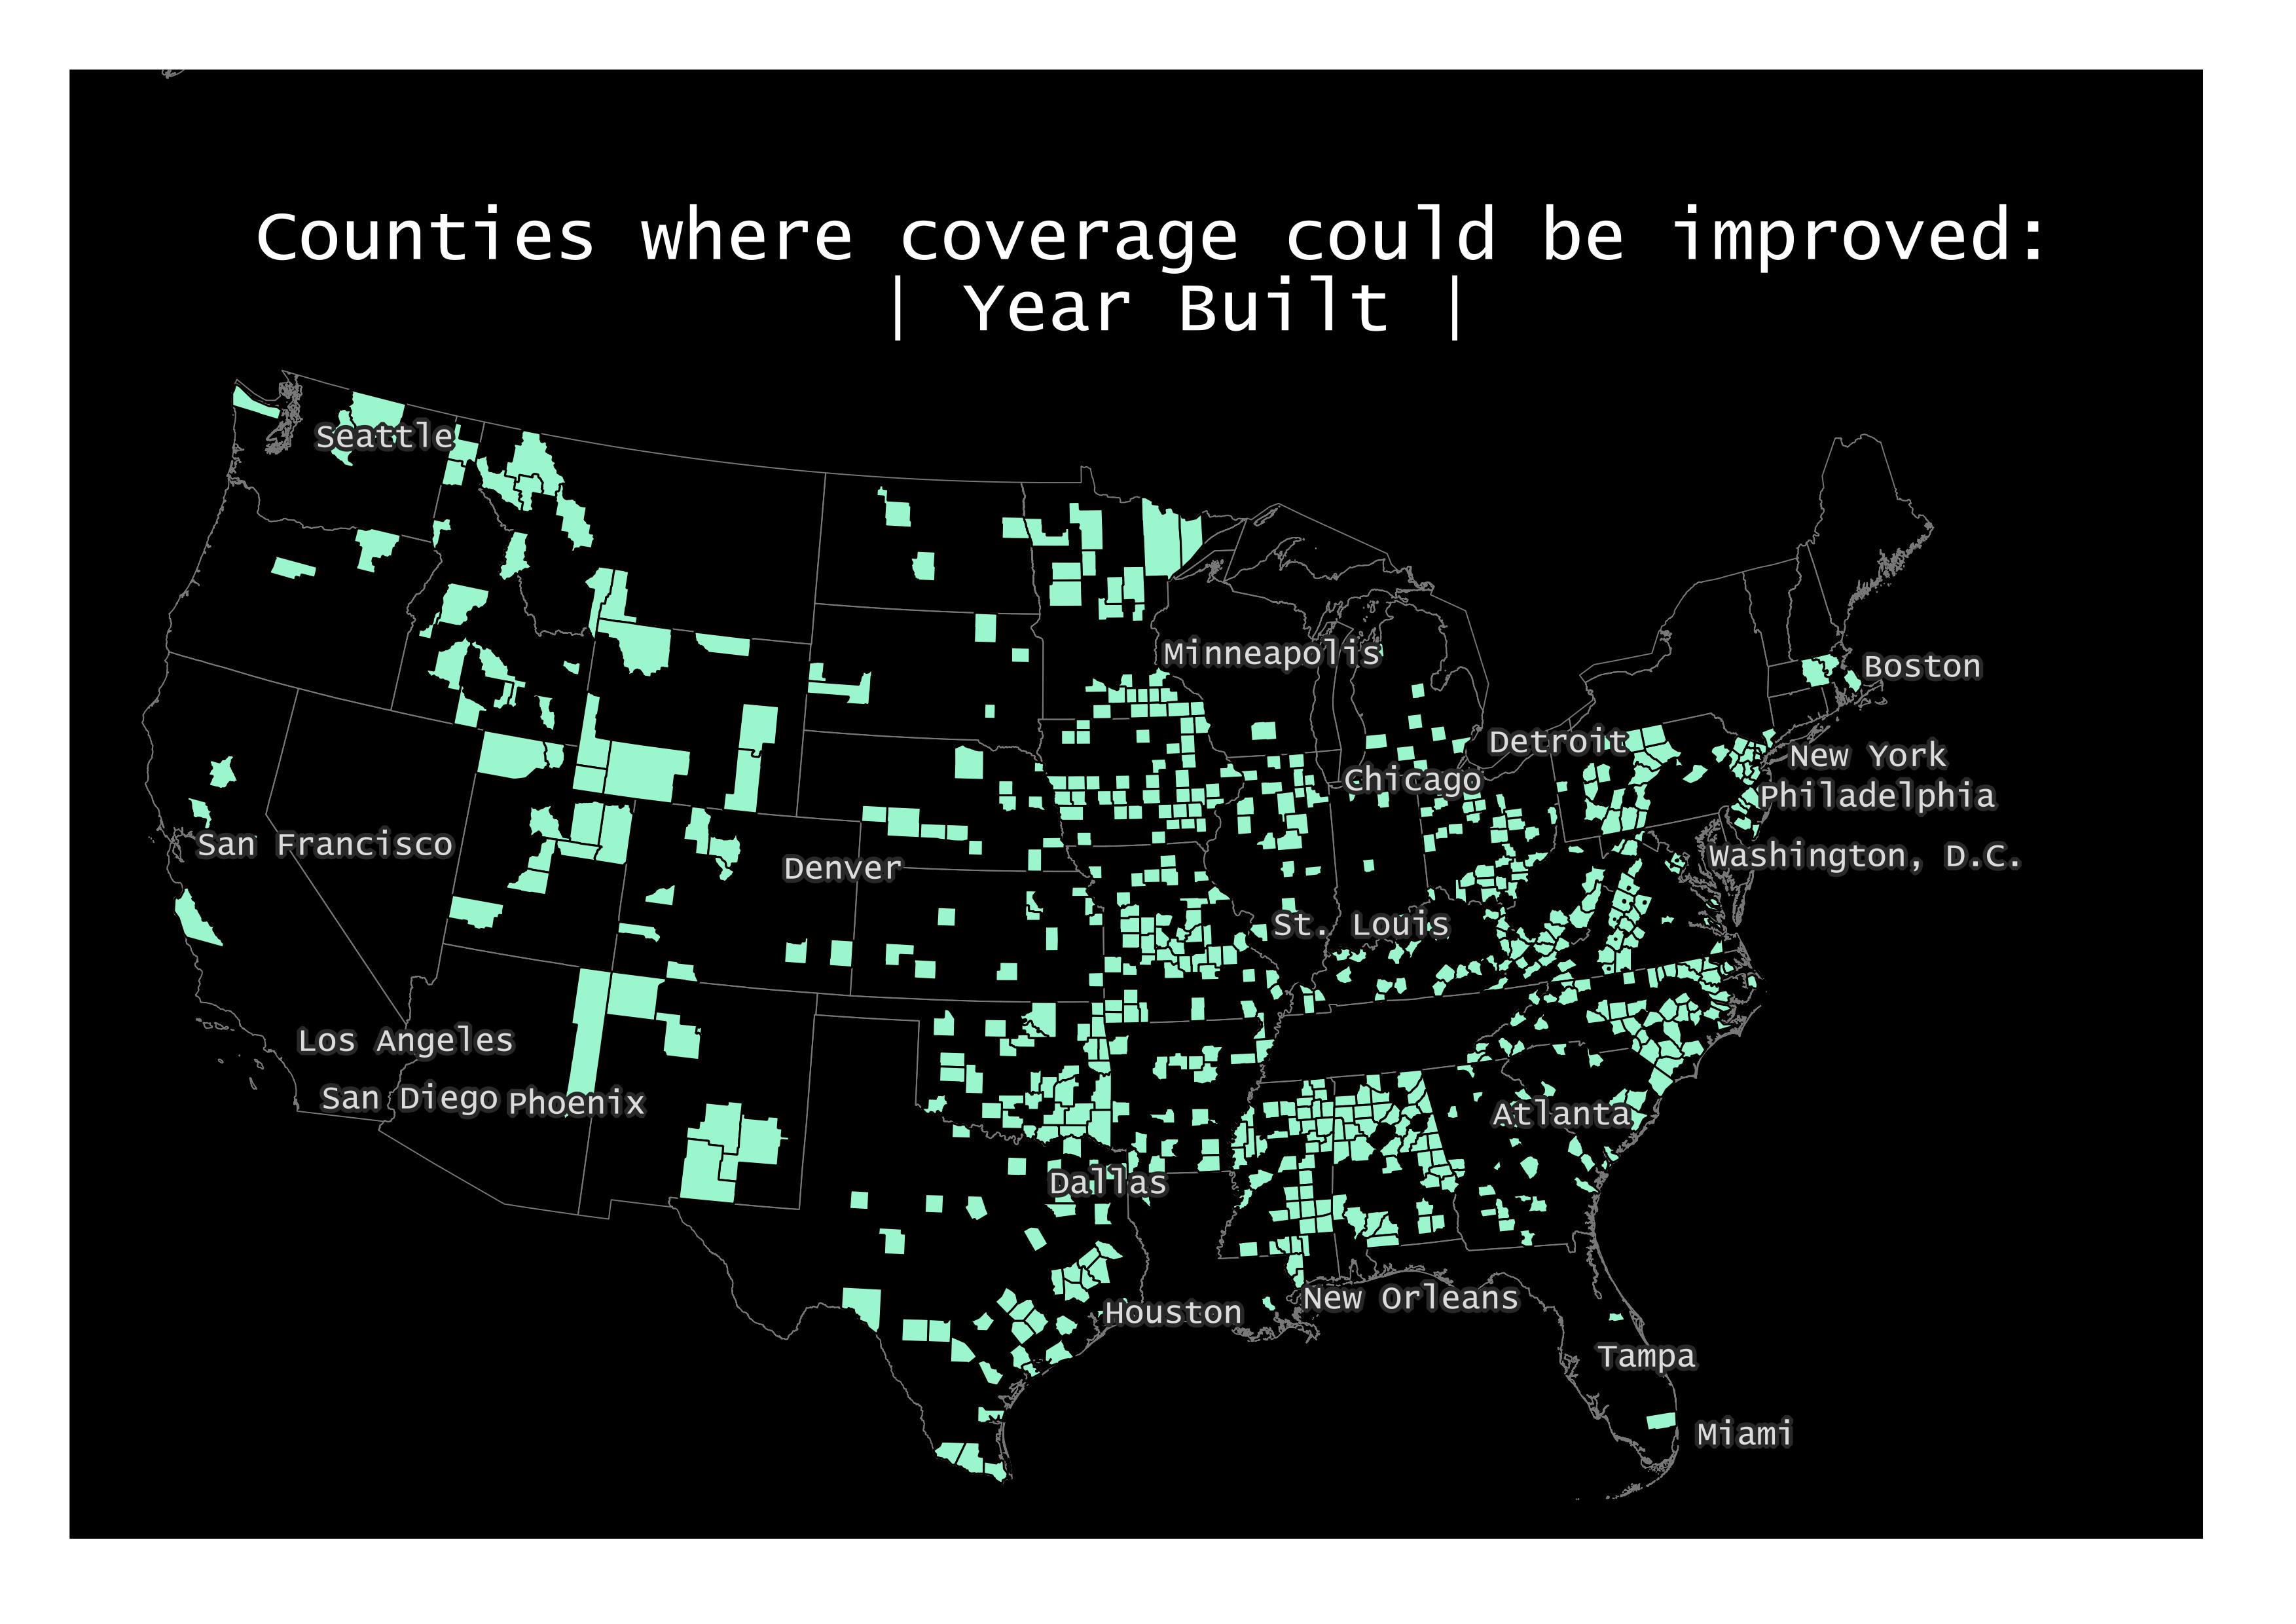 Counties where coverage could be improved:
| Year Built |
Seattle
Minneapolis
Boston
Detroit
New York
Chicago
Philadelphia
San Francisco
Washington, D.C.
Denver
St. Louis
Los Angeles
San Diego
Phoenix
Atlanta
Dallas
New Orleans
Houston
Tampa
Miami